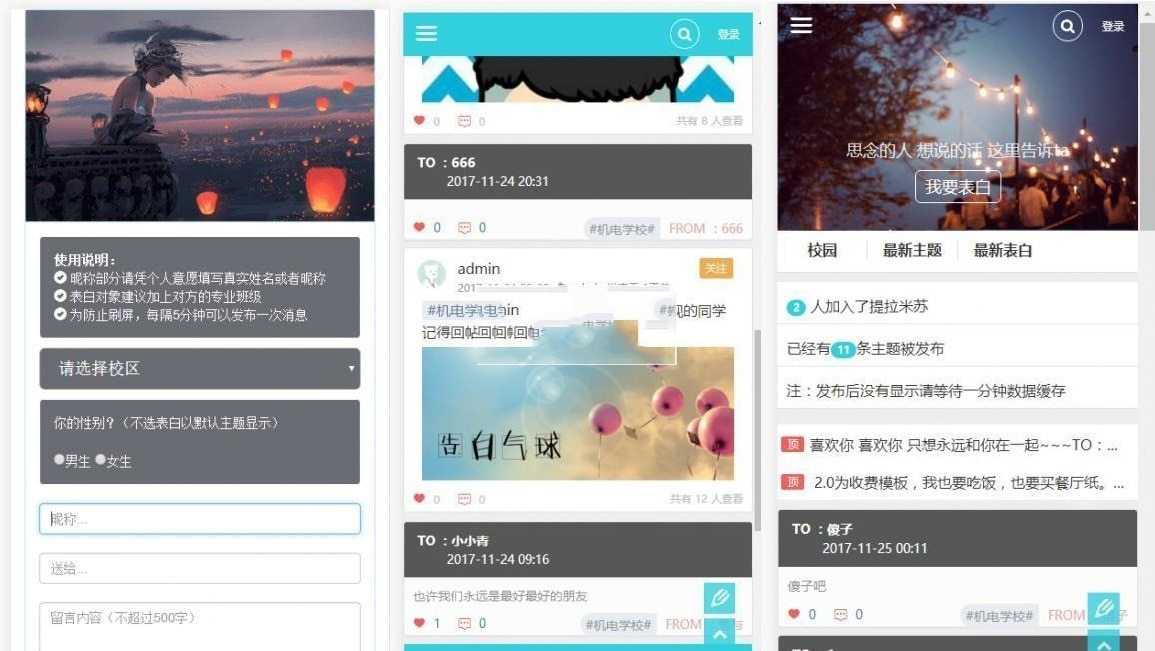 使用说明：
昵称部分请凭个人意愿填写真实姓名或者昵称
表白对象建议加上对方的专业班级
为防止刷屏，每隔5分钟可以发布一次消息
请选择校区
你的性别？（不选表白以默认主题显示）
男生 女生
昵称...
送给...
留言内容（不超过500字）
登录
0 0 共有 8 人查看
TO ：666
2017-11-24 20:31
0 0 #机电学校# FROM ：666
admin 关注
#机电学
的同学
记得回帖
告白气球
0 0 共有 12 人查看
TO ：小小青
2017-11-24 09:16
也许我们永远是最好最好的朋友
1 0 #机电学校# FROM
登录
思念的人 想说的话 这里告诉ta
我要表白
校园 最新主题 最新表白
2 人加入了提拉米苏
已经有11条主题被发布
注：发布后没有显示请等待一分钟数据缓存
顶 喜欢你 喜欢你 只想永远和你在一起~~~TO：...
顶 2.0为收费模板，我也要吃饭，也要买餐厅纸。...
TO ：傻子
2017-11-25 00:11
傻子吧
0 0 #机电学校# FROM 子